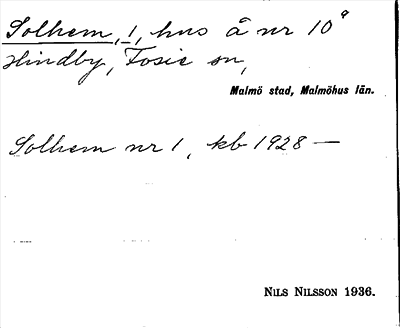 Solhem, 1, hus å nr 10ª
Hindby, Fosie sn,
Malmö stad, Malmöhus län.
Solhem nr 1, kb 1928 —
NILS NILSSON 1936.